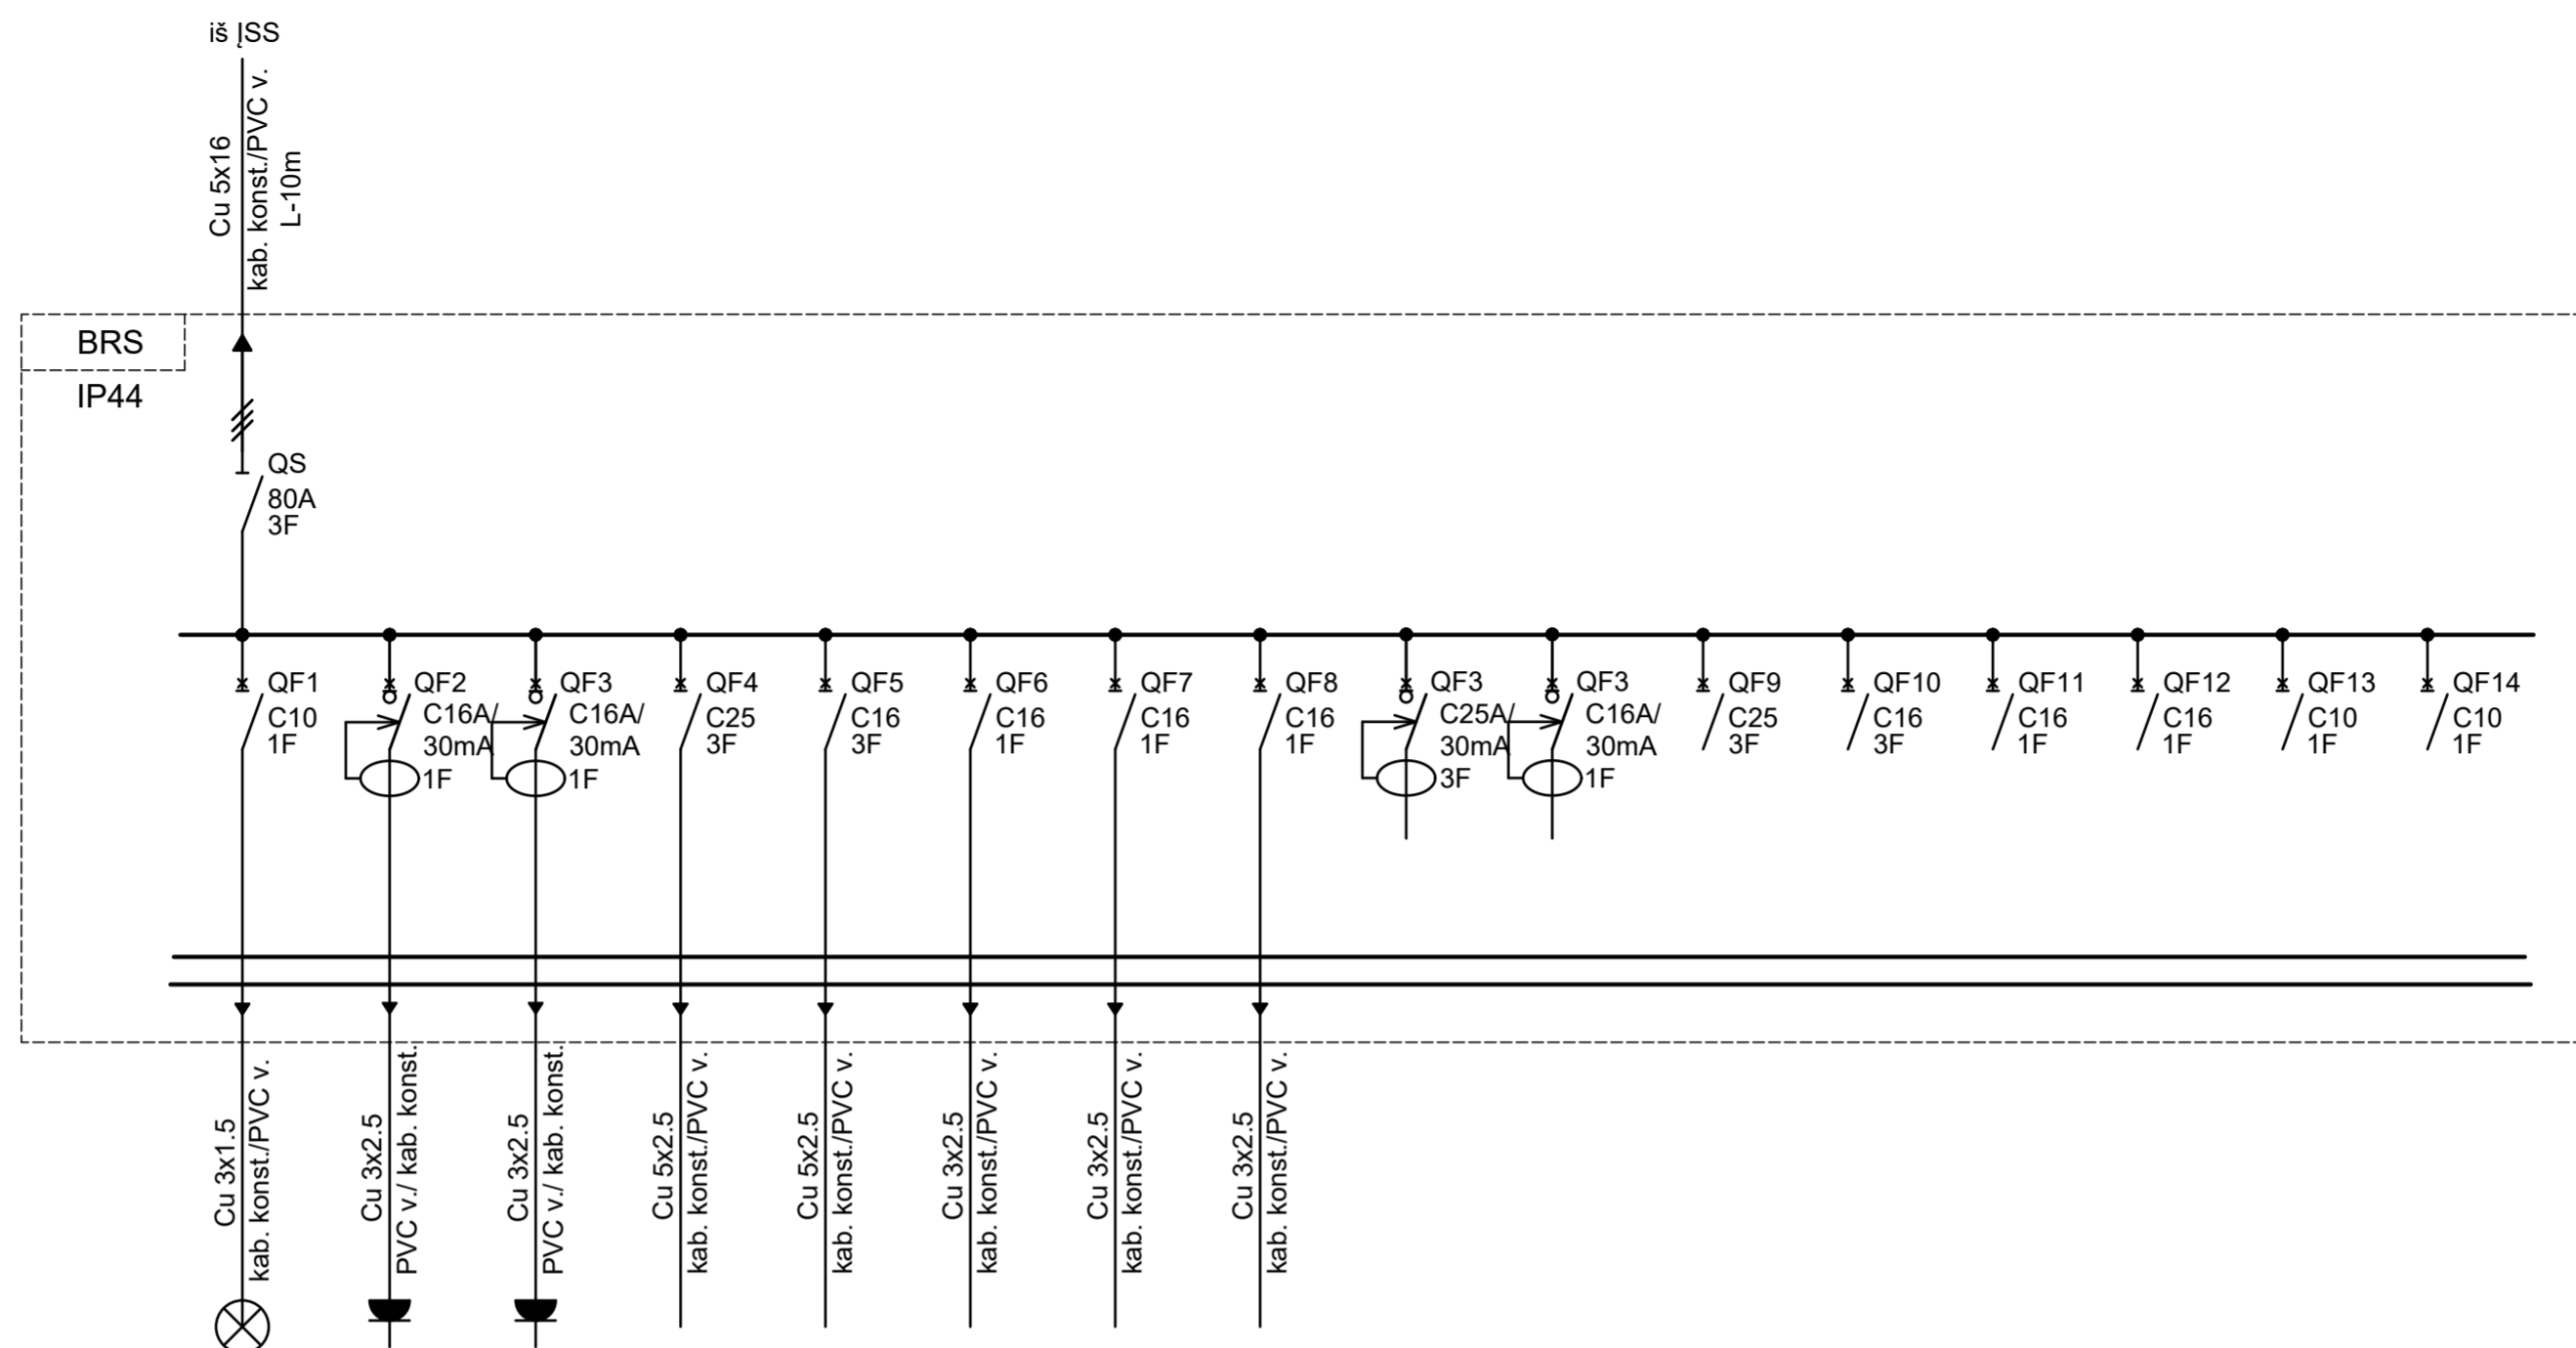 iš ĮSS
Cu 5x16
kab. konst./PVC v.
L-10m
BRS
IP44
QS
80A
3F
QF1
C10
1F
QF2
C16A/
30mA
1F
QF3
C16A/
30mA
1F
QF4
C25
3F
QF5
C16
3F
QF6
C16
1F
QF7
C16
1F
QF8
C16
1F
QF3
C25A/
30mA
3F
QF3
C16A/
30mA
1F
QF9
C25
3F
QF10
C16
3F
QF11
C16
1F
QF12
C16
1F
QF13
C10
1F
QF14
C10
1F
Cu 3x1.5
kab. konst./PVC v.
Cu 3x2.5
PVC v./ kab. konst.
Cu 3x2.5
PVC v./ kab. konst.
Cu 5x2.5
kab. konst./PVC v.
Cu 5x2.5
kab. konst./PVC v.
Cu 3x2.5
kab. konst./PVC v.
Cu 3x2.5
kab. konst./PVC v.
Cu 3x2.5
kab. konst./PVC v.